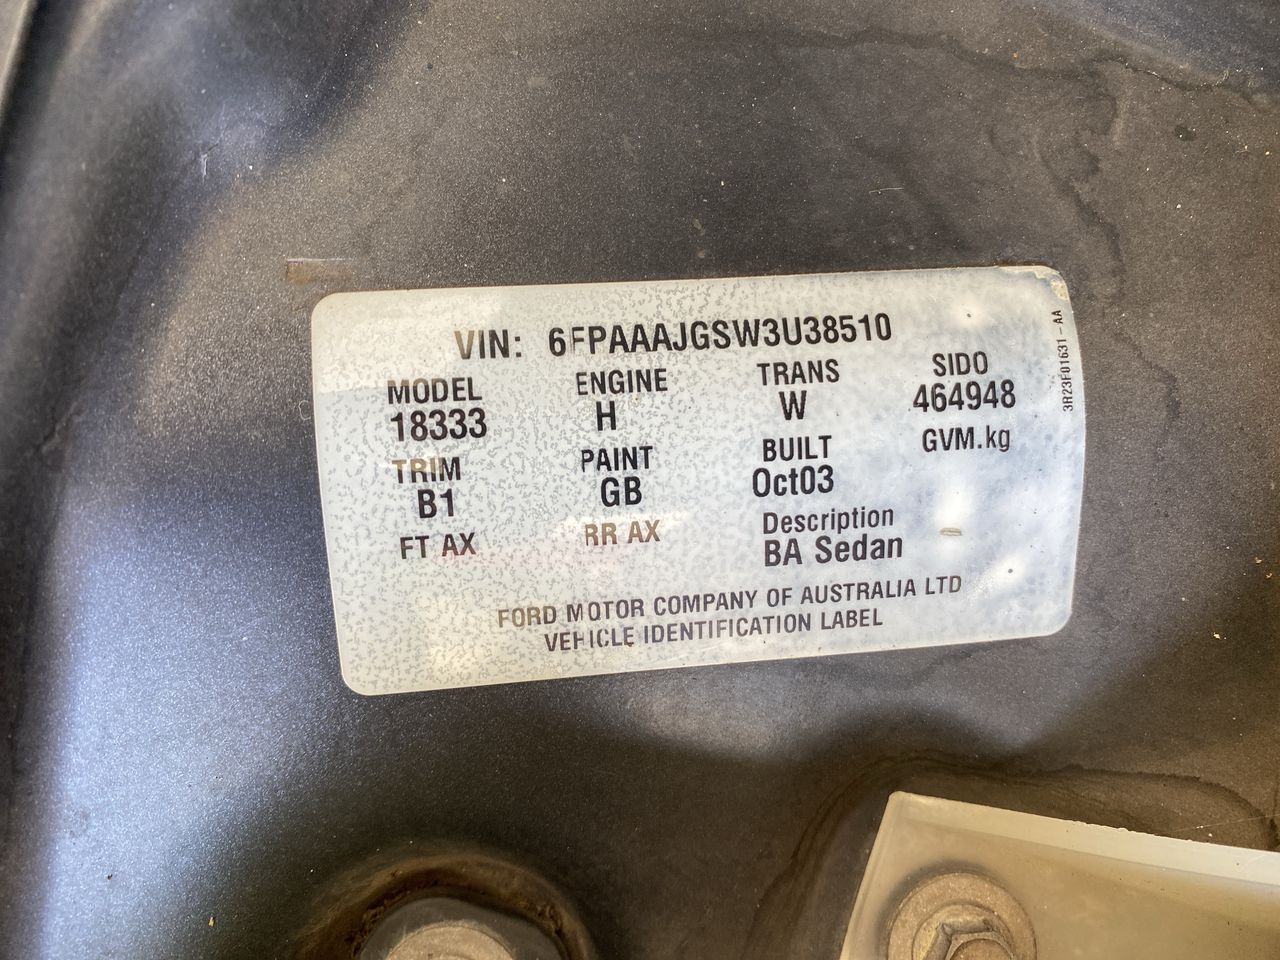 VIN: 6FPAAAJGSW3U38510
MODEL ENGINE TRANS SIDO
18333 H W 464948
TRIM PAINT BUILT GVM.kg
B1 GB Oct03
FT AX RR AX Description
BA Sedan
FORD MOTOR COMPANY OF AUSTRALIA LTD
VEHICLE IDENTIFICATION LABEL
3R23F01631-AA